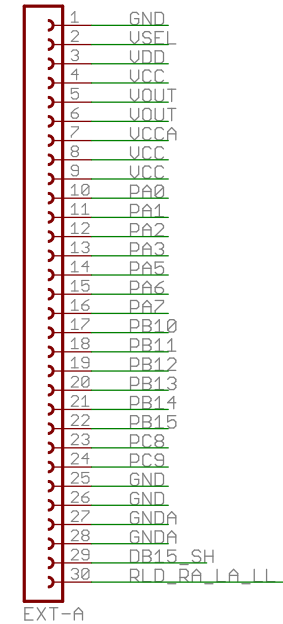 1 GND
2 VSEL
3 VDD
4 VCC
5 VOUT
6 VOUT
7 VCCA
8 VCC
9 VCC
10 PA0
11 PA1
12 PA2
13 PA3
14 PA5
15 PA6
16 PA7
17 PB10
18 PB11
19 PB12
20 PB13
21 PB14
22 PB15
23 PC8
24 PC9
25 GND
26 GND
27 GNDA
28 GNDA
29 DB15_SH
30 RLD_RA_LA_LL
EXT-A